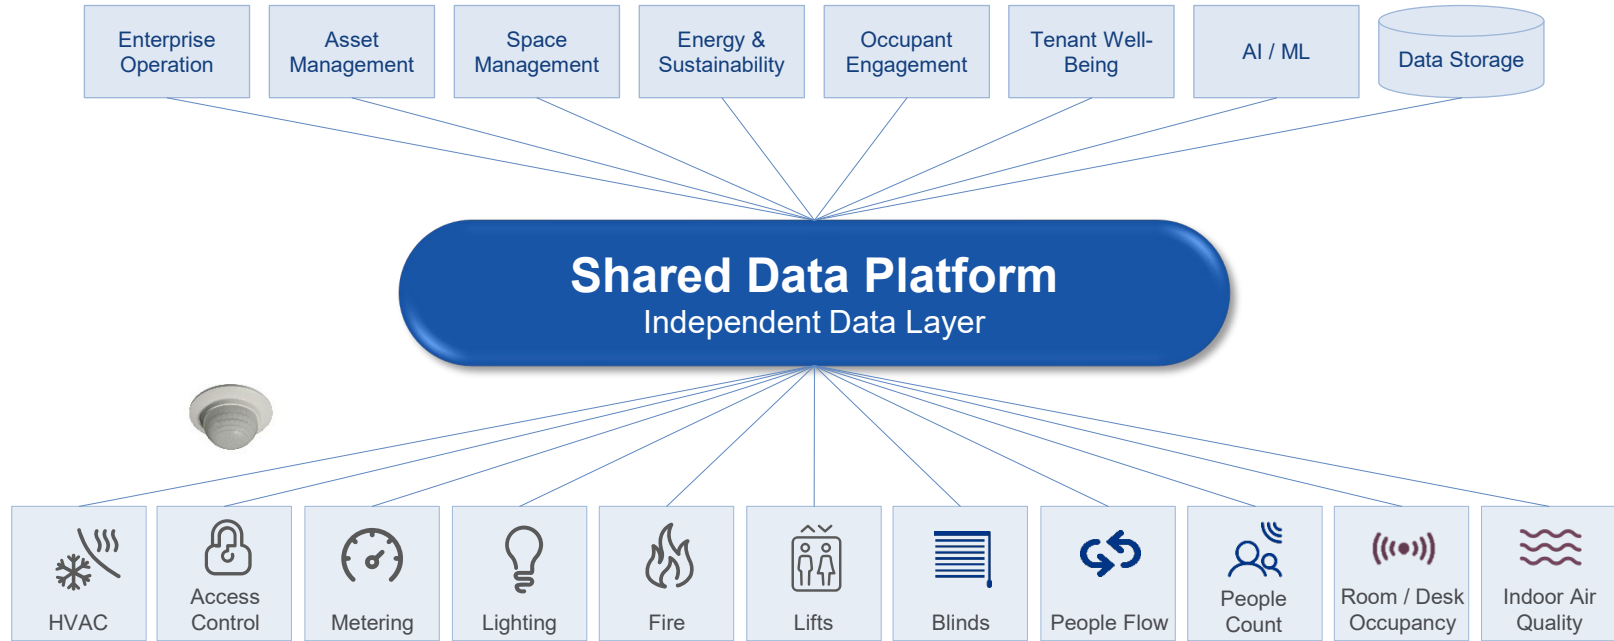 Enterprise
Operation
Asset
Management
Space
Management
Energy &
Sustainability
Occupant
Engagement
Tenant Well-
Being
AI / ML
Data Storage
Shared Data Platform
Independent Data Layer
HVAC
Access
Control
Metering
Lighting
Fire
Lifts
Blinds
People Flow
People
Count
Room / Desk
Occupancy
Indoor Air
Quality